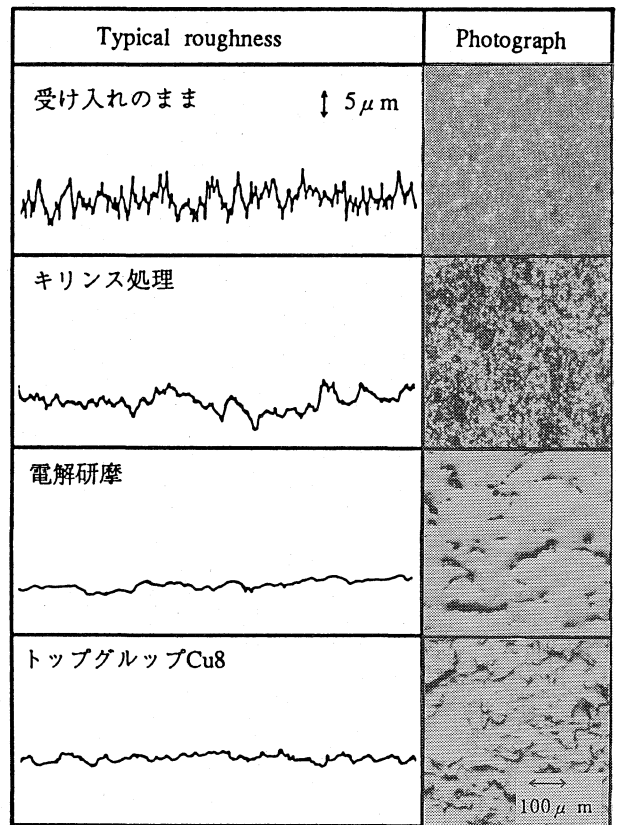 Typical roughness
Photograph
受け入れのまま
5μm
キリンス処理
電解研摩
トップグルップCu8
100μ m